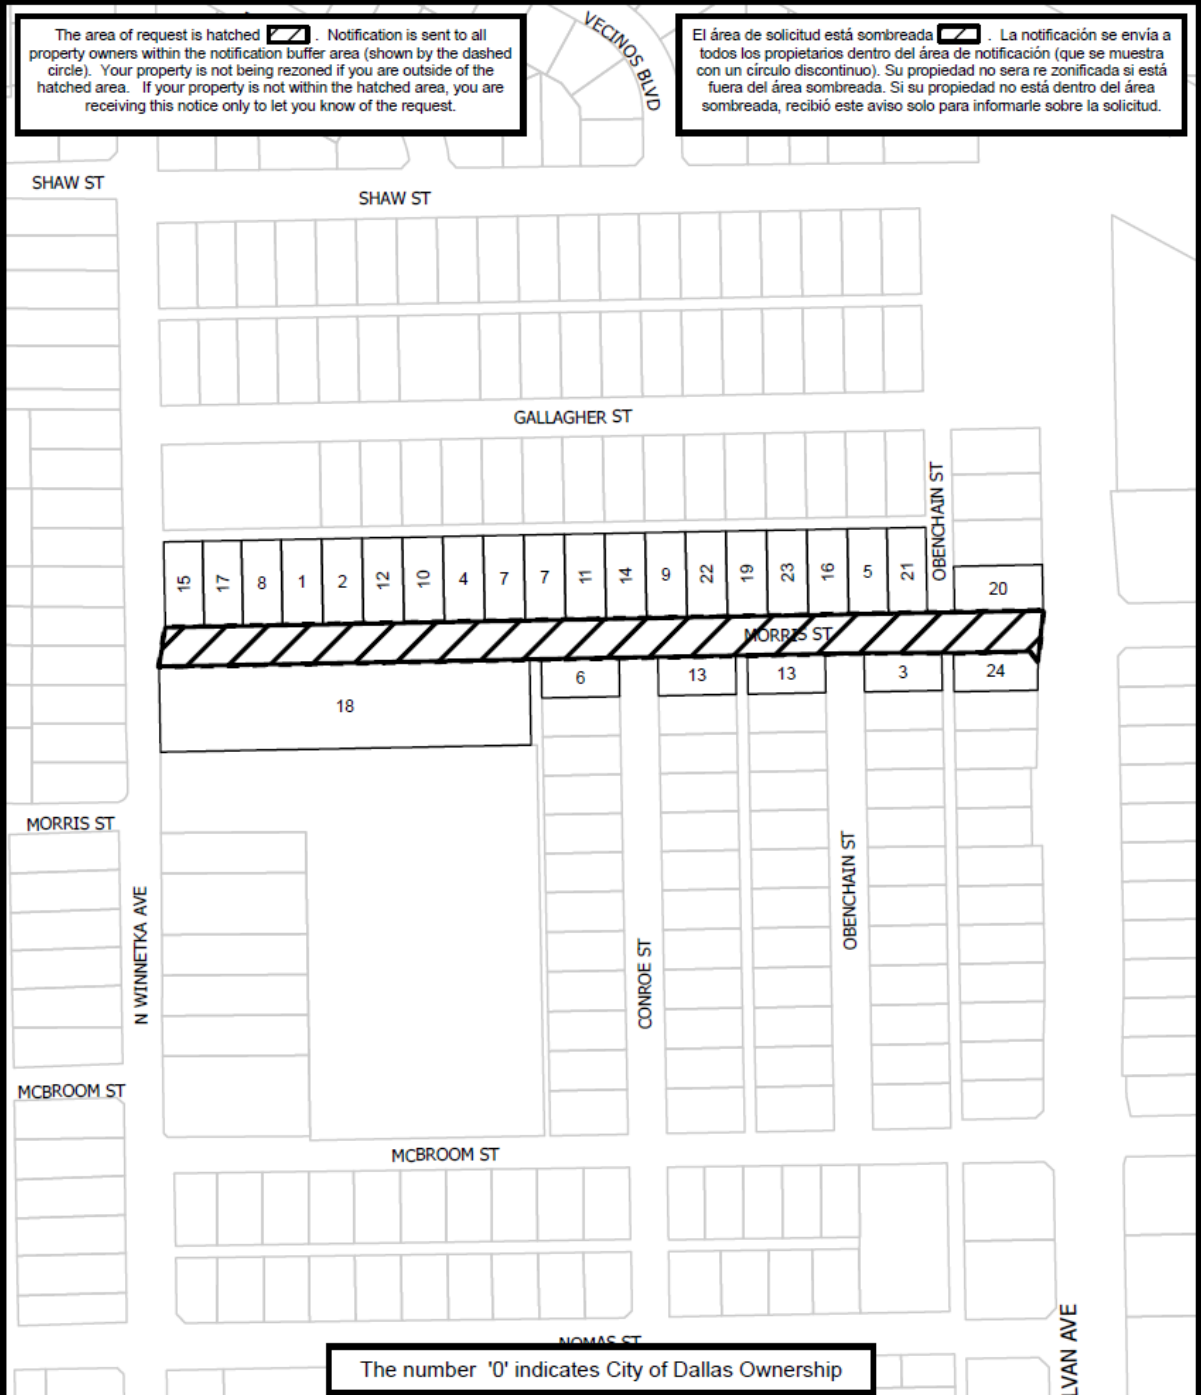 The area of request is hatched . Notification is sent to all
property owners within the notification buffer area (shown by the dashed
circle). Your property is not being rezoned if you are outside of the
hatched area. If your property is not within the hatched area, you are
receiving this notice only to let you know of the request.
VECINOS BLVD
El área de solicitud está sombreada . La notificación se envía a
todos los propietarios dentro del área de notificación (que se muestra
con un círculo discontinuo). Su propiedad no sera re zonificada si está
fuera del área sombreada. Si su propiedad no está dentro del área
sombreada, recibió este aviso solo para informarle sobre la solicitud.
SHAW ST
SHAW ST
GALLAGHER ST
OBENCHAIN ST
15 17 8 1 2 12 10 4 7 7 11 14 9 22 19 23 16 5 21 20
MORRIS ST
18 6 13 13 3 24
MORRIS ST
N WINNETKA AVE
CONROE ST
OBENCHAIN ST
MCBROOM ST
MCBROOM ST
NOMAS ST
LVAN AVE
The number '0' indicates City of Dallas Ownership